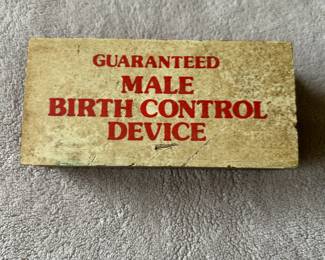 GUARANTEED
MALE
BIRTH CONTROL
DEVICE